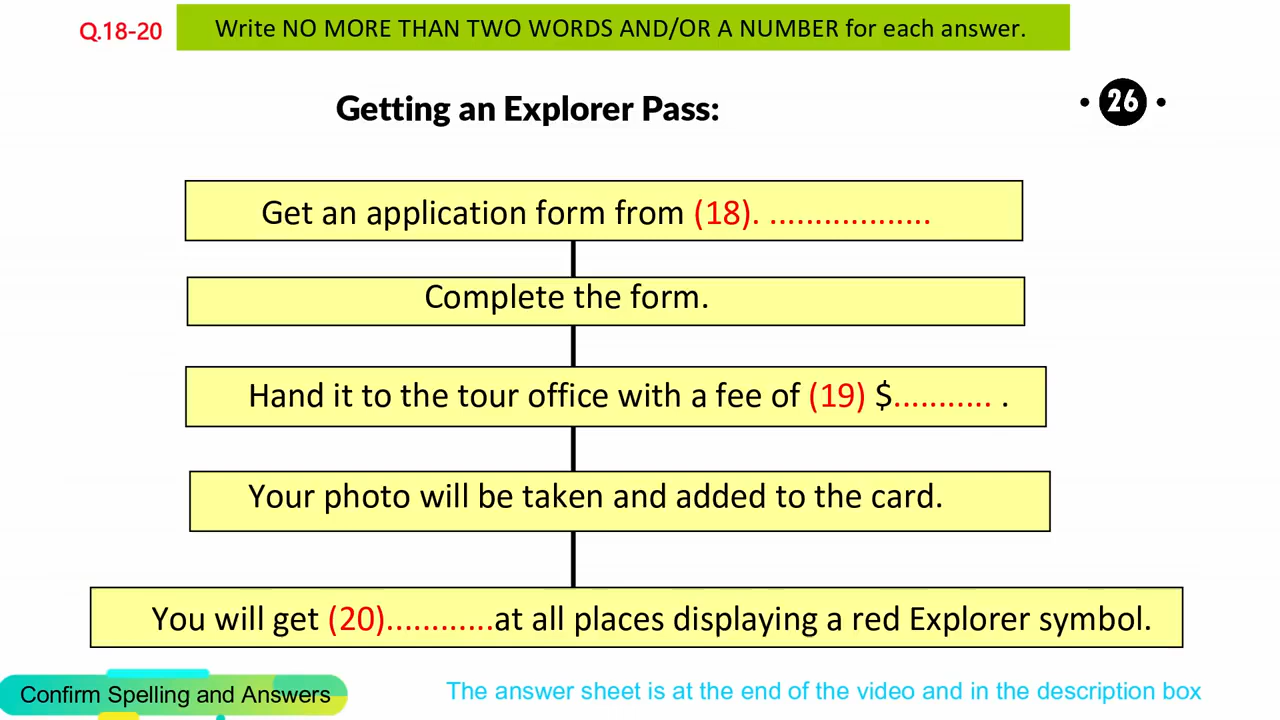 Q.18-20
Write NO MORE THAN TWO WORDS AND/OR A NUMBER for each answer.
Getting an Explorer Pass:
• 26 •
Get an application form from (18). ..................
Complete the form.
Hand it to the tour office with a fee of (19) $........... .
Your photo will be taken and added to the card.
You will get (20)............at all places displaying a red Explorer symbol.
Confirm Spelling and Answers
The answer sheet is at the end of the video and in the description box